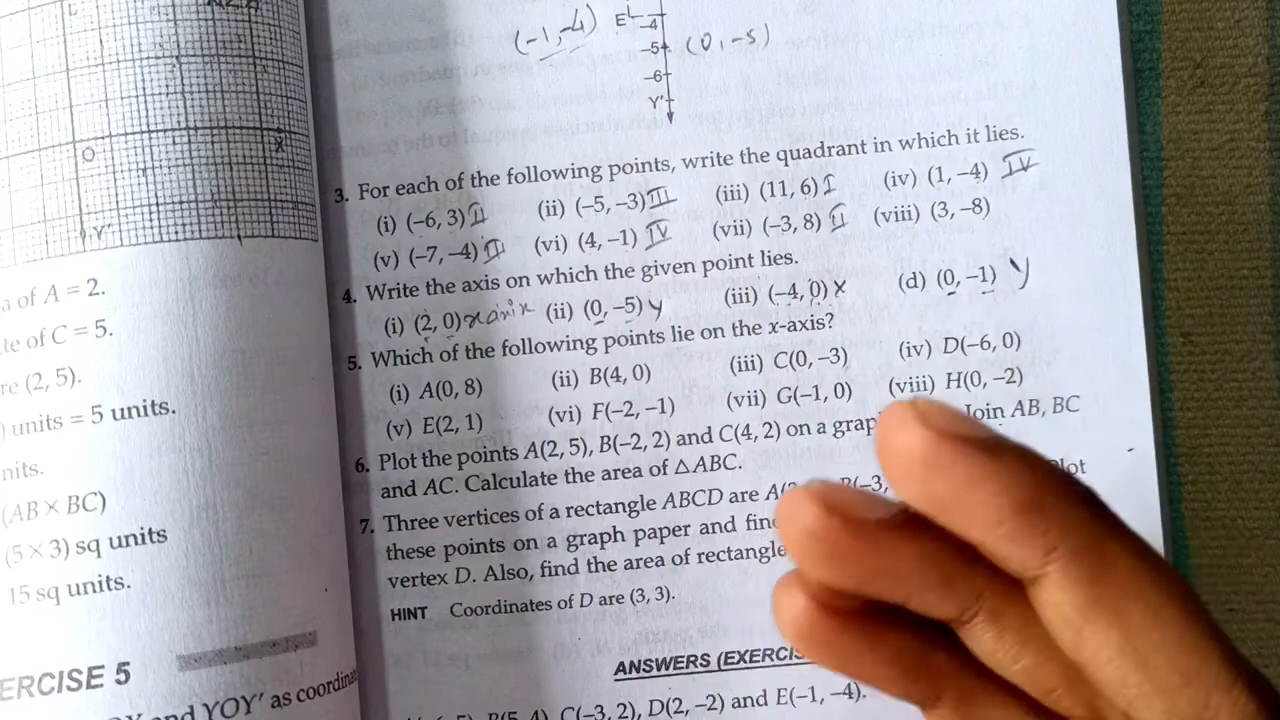 O
X
Y'
a of A = 2.
te of C = 5.
re (2, 5).
) units = 5 units.
nits.
(AB × BC)
(5 × 3) sq units
15 sq units.
ERCISE 5
and YOY' as coordina
(-1, -4) E -4
-5 (0, -5)
-6
Y'
3. For each of the following points, write the quadrant in which it lies.
(i) (−6, 3) II (ii) (−5, −3) III (iii) (11, 6) I (iv) (1, −4) IV
(v) (−7, −4) (vi) (4, −1) IV (vii) (−3, 8) II (viii) (3, −8)
4. Write the axis on which the given point lies.
(i) (2, 0) x axis (ii) (0, −5) y (iii) (−4, 0) x (d) (0, −1) y
5. Which of the following points lie on the x-axis?
(i) A(0, 8) (ii) B(4, 0) (iii) C(0, −3) (iv) D(−6, 0)
(v) E(2, 1) (vi) F(−2, −1) (vii) G(−1, 0) (viii) H(0, −2)
6. Plot the points A(2, 5), B(−2, 2) and C(4, 2) on a grap Join AB, BC
and AC. Calculate the area of △ABC.
7. Three vertices of a rectangle ABCD are A( B(−3, Plot
these points on a graph paper and find
vertex D. Also, find the area of rectangle
HINT Coordinates of D are (3, 3).
ANSWERS (EXERCIS
C(−3, 2), D(2, −2) and E(−1, −4).